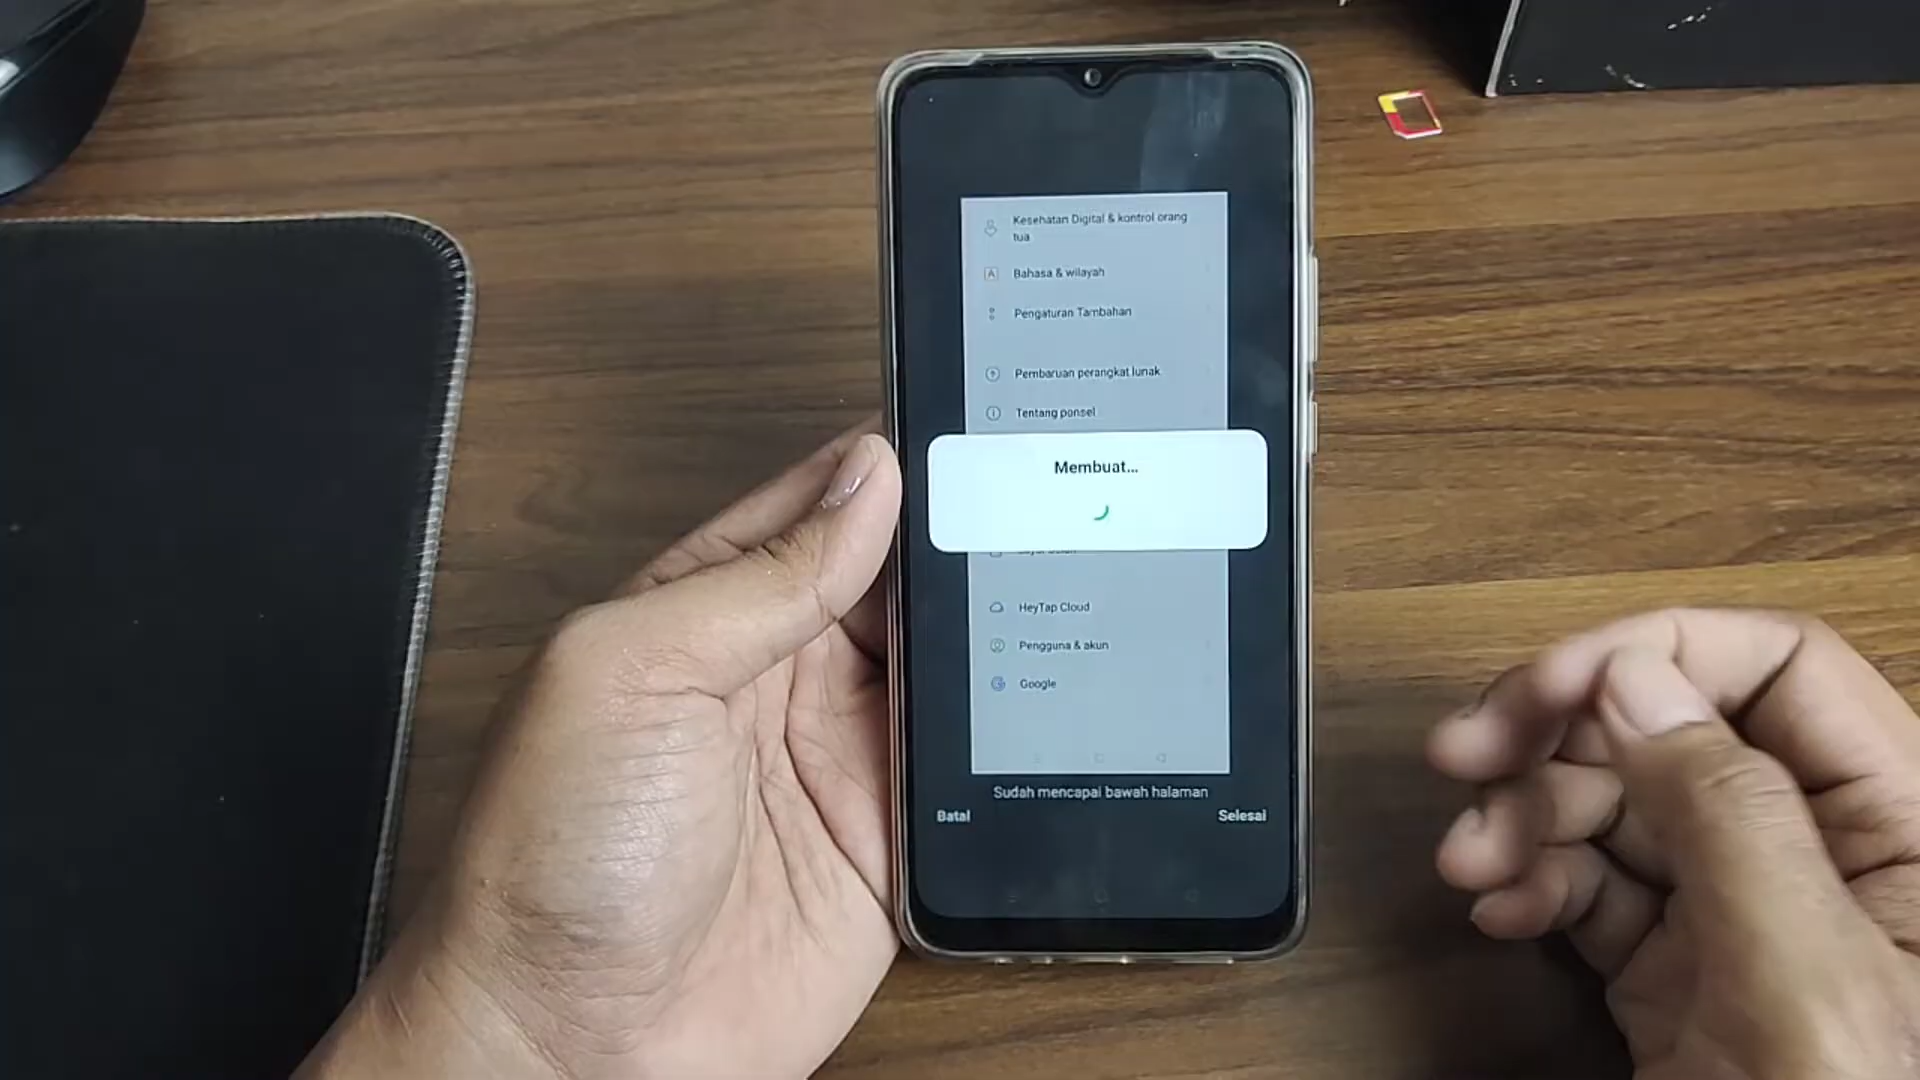 Kesehatan Digital & kontrol orang
tua
Bahasa & wilayah
Pengaturan Tambahan
Pembaruan perangkat lunak
Tentang ponsel
Membuat...
HeyTap Cloud
Pengguna & akun
Google
Sudah mencapai bawah halaman
Batal
Selesai